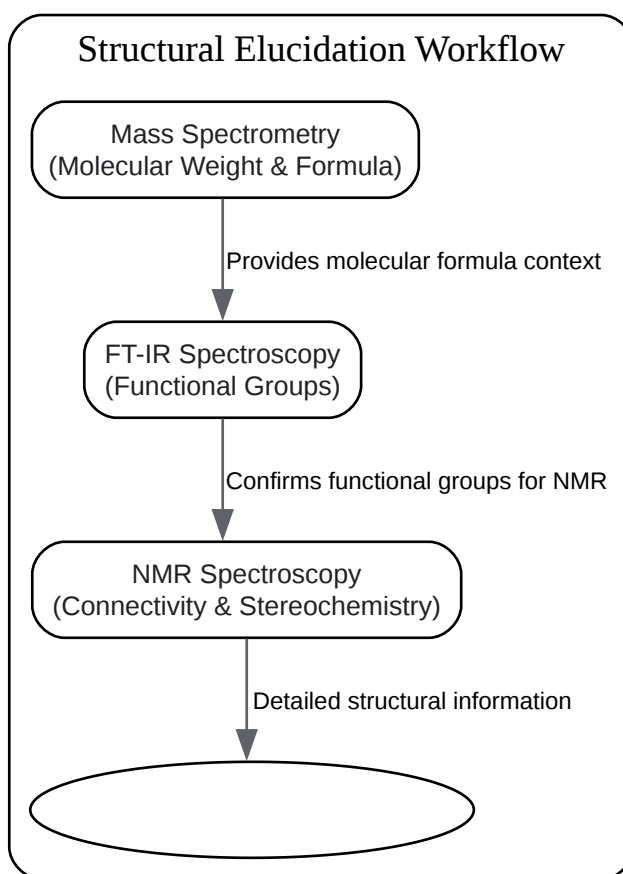 Structural Elucidation Workflow
Mass Spectrometry
(Molecular Weight & Formula)
Provides molecular formula context
FT-IR Spectroscopy
(Functional Groups)
Confirms functional groups for NMR
NMR Spectroscopy
(Connectivity & Stereochemistry)
Detailed structural information